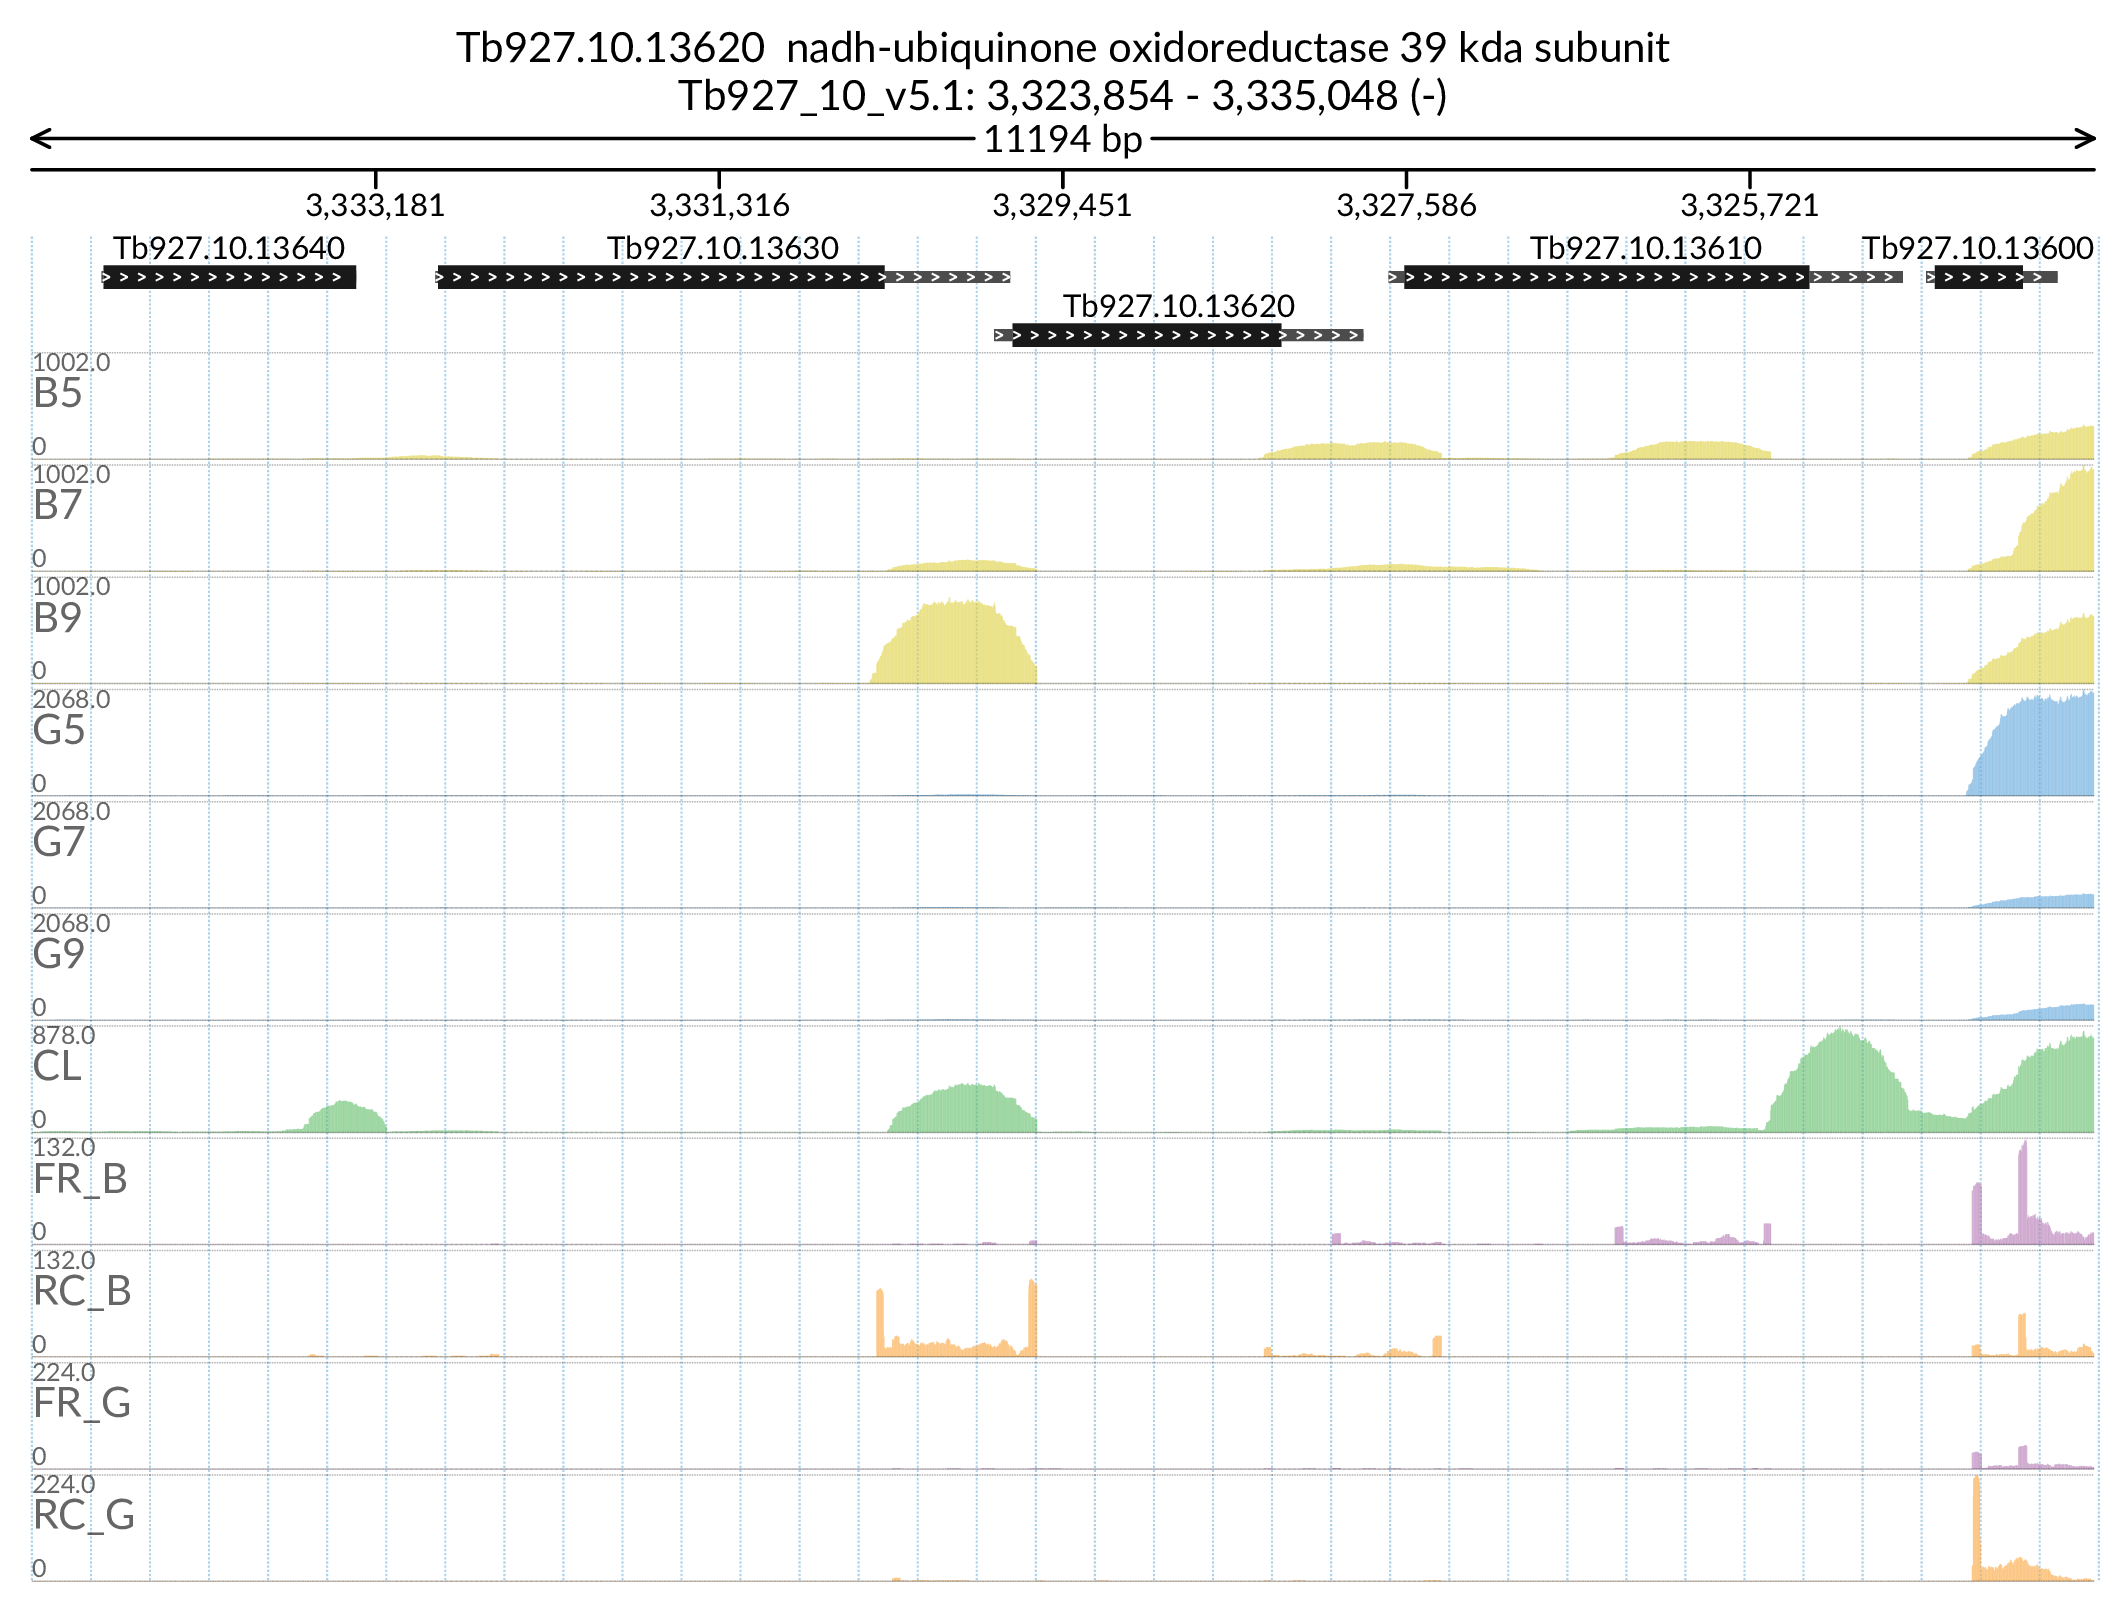 Tb927.10.13620 nadh-ubiquinone oxidoreductase 39 kda subunit
Tb927_10_v5.1: 3,323,854 - 3,335,048 (-)
11194 bp
3,333,181 3,331,316 3,329,451 3,327,586 3,325,721
Tb927.10.13640 Tb927.10.13630 Tb927.10.13610 Tb927.10.13600
Tb927.10.13620
1002.0
B5
0
1002.0
B7
0
1002.0
B9
0
2068.0
G5
0
2068.0
G7
0
2068.0
G9
0
878.0
CL
0
132.0
FR_B
0
132.0
RC_B
0
224.0
FR_G
0
224.0
RC_G
0